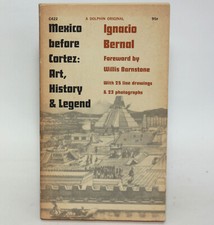 C422
A DOLPHIN ORIGINAL
95¢
Mexico
before
Cortez:
Art,
History
& Legend
Ignacio
Bernal
Foreword by
Willis Barnstone
With 23 line drawings
& 22 photographs